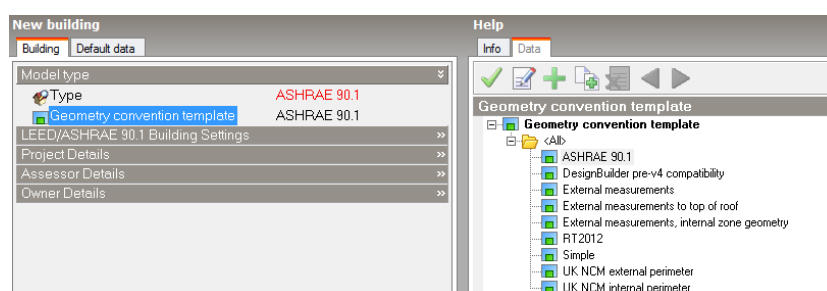 New building
Building Default data
Model type
Type ASHRAE 90.1
Geometry convention template ASHRAE 90.1
LEED/ASHRAE 90.1 Building Settings
Project Details
Assessor Details
Owner Details
Help
Info Data
Geometry convention template
Geometry convention template
<All>
ASHRAE 90.1
DesignBuilder pre-v4 compatibility
External measurements
External measurements to top of roof
External measurements, internal zone geometry
RT2012
Simple
UK NCM external perimeter
UK NCM internal perimeter